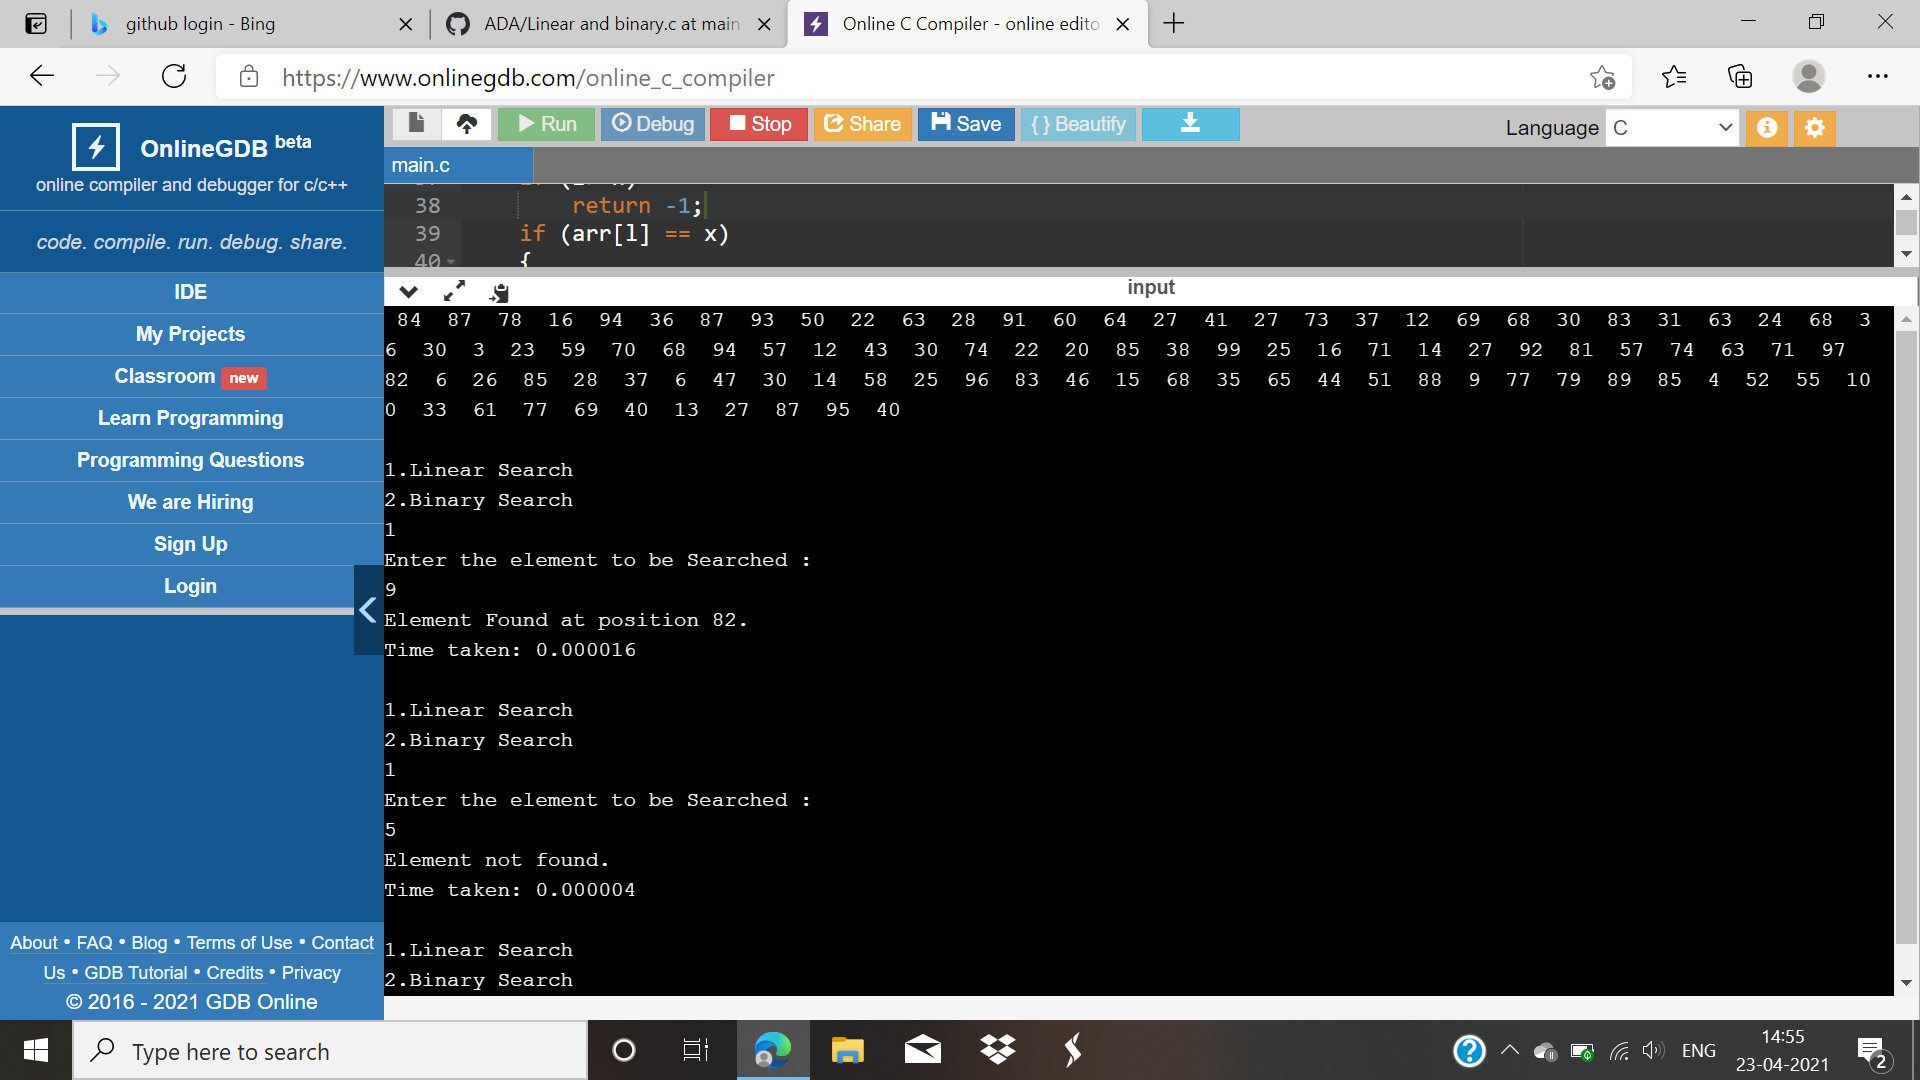 github login - Bing
ADA/Linear and binary.c at main
Online C Compiler - online edito
https://www.onlinegdb.com/online_c_compiler
OnlineGDB beta
online compiler and debugger for c/c++
code. compile. run. debug. share.
IDE
My Projects
Classroom new
Learn Programming
Programming Questions
We are Hiring
Sign Up
Login
About • FAQ • Blog • Terms of Use • Contact
Us • GDB Tutorial • Credits • Privacy
© 2016 - 2021 GDB Online
Run Debug Stop Share Save { } Beautify
Language C
main.c
38 return -1;
39 if (arr[l] == x)
40 {
input
84 87 78 16 94 36 87 93 50 22 63 28 91 60 64 27 41 27 73 37 12 69 68 30 83 31 63 24 68 3
6 30 3 23 59 70 68 94 57 12 43 30 74 22 20 85 38 99 25 16 71 14 27 92 81 57 74 63 71 97
82 6 26 85 28 37 6 47 30 14 58 25 96 83 46 15 68 35 65 44 51 88 9 77 79 89 85 4 52 55 10
0 33 61 77 69 40 13 27 87 95 40
1.Linear Search
2.Binary Search
1
Enter the element to be Searched :
9
Element Found at position 82.
Time taken: 0.000016
1.Linear Search
2.Binary Search
1
Enter the element to be Searched :
5
Element not found.
Time taken: 0.000004
1.Linear Search
2.Binary Search
Type here to search
ENG
14:55
23-04-2021
2